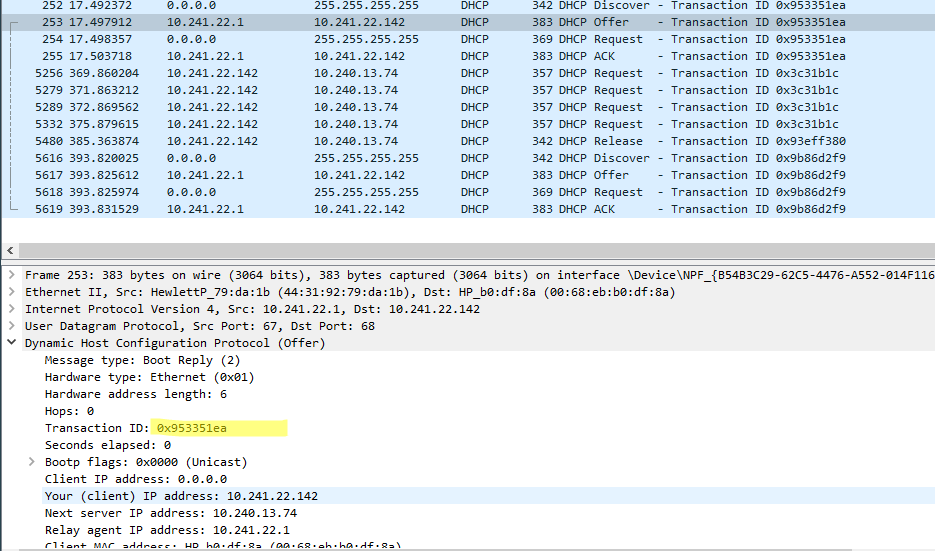 252 17.492372 0.0.0.0 255.255.255.255 DHCP 342 DHCP Discover - Transaction ID 0x953351ea
253 17.497912 10.241.22.1 10.241.22.142 DHCP 383 DHCP Offer - Transaction ID 0x953351ea
254 17.498357 0.0.0.0 255.255.255.255 DHCP 369 DHCP Request - Transaction ID 0x953351ea
255 17.503718 10.241.22.1 10.241.22.142 DHCP 383 DHCP ACK - Transaction ID 0x953351ea
5256 369.860204 10.241.22.142 10.240.13.74 DHCP 357 DHCP Request - Transaction ID 0x3c31b1c
5279 371.863212 10.241.22.142 10.240.13.74 DHCP 357 DHCP Request - Transaction ID 0x3c31b1c
5289 372.869562 10.241.22.142 10.240.13.74 DHCP 357 DHCP Request - Transaction ID 0x3c31b1c
5332 375.879615 10.241.22.142 10.240.13.74 DHCP 357 DHCP Request - Transaction ID 0x3c31b1c
5480 385.363874 10.241.22.142 10.240.13.74 DHCP 342 DHCP Release - Transaction ID 0x93eff380
5616 393.820025 0.0.0.0 255.255.255.255 DHCP 342 DHCP Discover - Transaction ID 0x9b86d2f9
5617 393.825612 10.241.22.1 10.241.22.142 DHCP 383 DHCP Offer - Transaction ID 0x9b86d2f9
5618 393.825974 0.0.0.0 255.255.255.255 DHCP 369 DHCP Request - Transaction ID 0x9b86d2f9
5619 393.831529 10.241.22.1 10.241.22.142 DHCP 383 DHCP ACK - Transaction ID 0x9b86d2f9
Frame 253: 383 bytes on wire (3064 bits), 383 bytes captured (3064 bits) on interface \Device\NPF_{B54B3C29-62C5-4476-A552-014F116
Ethernet II, Src: HewlettP_79:da:1b (44:31:92:79:da:1b), Dst: HP_b0:df:8a (00:68:eb:b0:df:8a)
Internet Protocol Version 4, Src: 10.241.22.1, Dst: 10.241.22.142
User Datagram Protocol, Src Port: 67, Dst Port: 68
Dynamic Host Configuration Protocol (Offer)
Message type: Boot Reply (2)
Hardware type: Ethernet (0x01)
Hardware address length: 6
Hops: 0
Transaction ID: 0x953351ea
Seconds elapsed: 0
Bootp flags: 0x0000 (Unicast)
Client IP address: 0.0.0.0
Your (client) IP address: 10.241.22.142
Next server IP address: 10.240.13.74
Relay agent IP address: 10.241.22.1
Client MAC address: HP_b0:df:8a (00:68:eb:b0:df:8a)